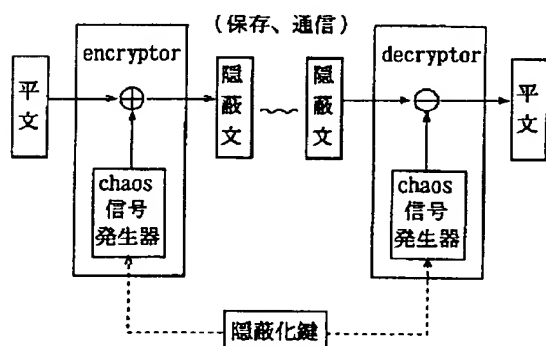 (保存、通信)
encryptor
decryptor
平文
隠蔽文
隠蔽文
平文
chaos
信号
発生器
chaos
信号
発生器
隠蔽化鍵